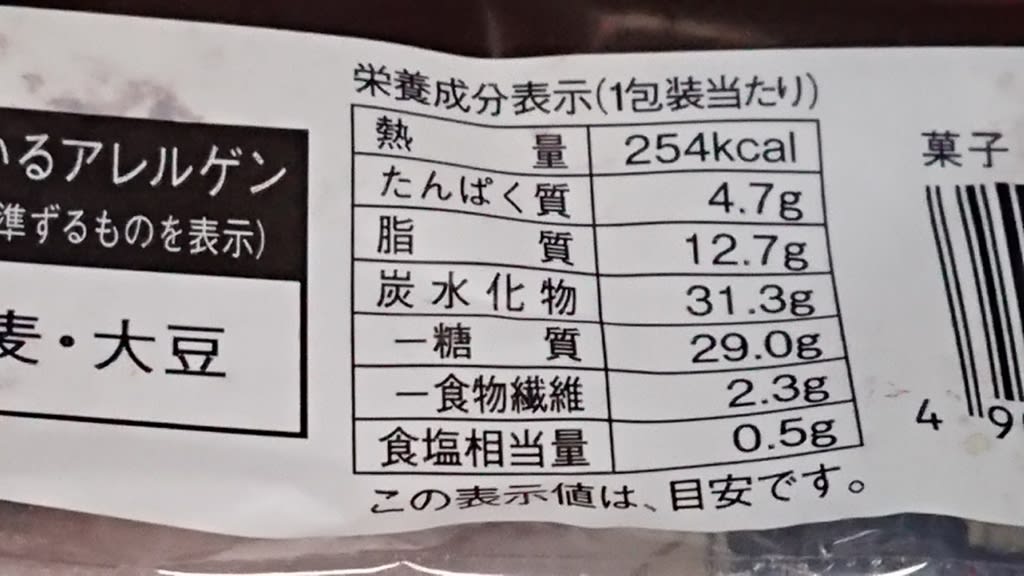 いるアレルゲン
準ずるものを表示)
麦・大豆
栄養成分表示(1包装当たり)
熱量 254kcal
たんぱく質 4.7g
脂質 12.7g
炭水化物 31.3g
－糖質 29.0g
－食物繊維 2.3g
食塩相当量 0.5g
この表示値は、目安です。
菓子
4 9